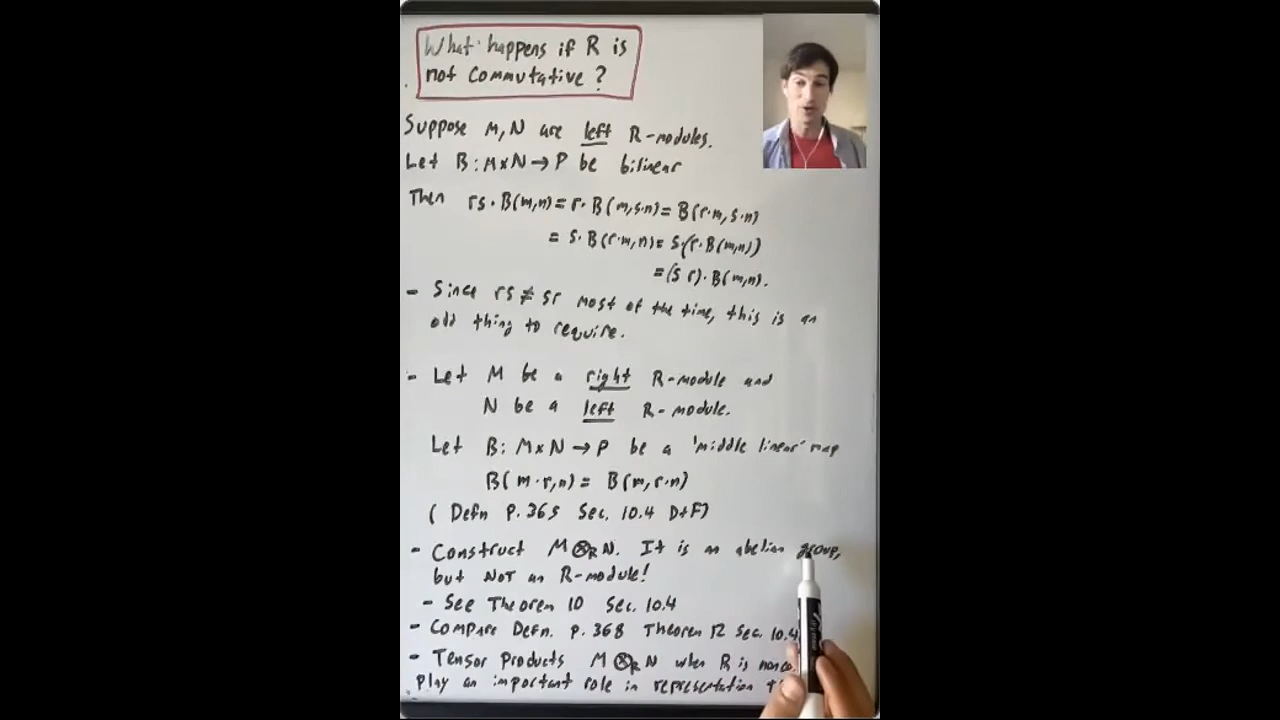 What happens if R is
not commutative?
Suppose M, N are left R-modules.
Let B: M×N→P be bilinear
Then rs·B(m,n)=r·B(m,s·n)=B(r·m,s·n)
= s·B(r·m,n)= s·(r·B(m,n))
=(s r)·B(m,n).
- Since rs≠sr most of the time, this is an
odd thing to require.
- Let M be a right R-module and
N be a left R-module.
Let B: M×N→P be a 'middle linear' map
B(m·r,n)= B(m,r·n)
(Defn P.365 Sec. 10.4 D+F)
- Construct M⊗RN. It is an abelian group,
but NOT an R-module!
- See Theorem 10 Sec. 10.4
- Compare Defn. p.368 Theorem 12 Sec. 10.4
- Tensor Products M⊗RN when R is
play an important role in representation